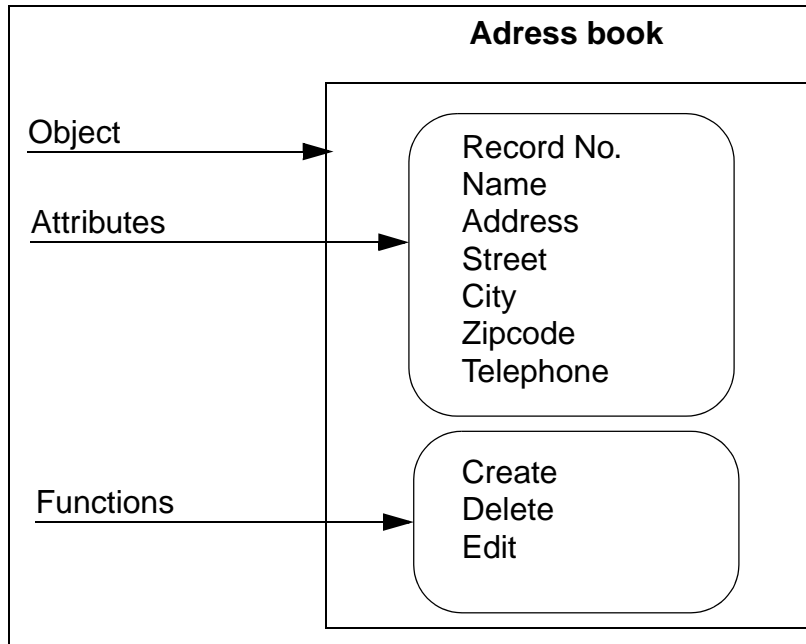 Adress book
Object
Attributes
Record No.
Name
Address
Street
City
Zipcode
Telephone
Functions
Create
Delete
Edit